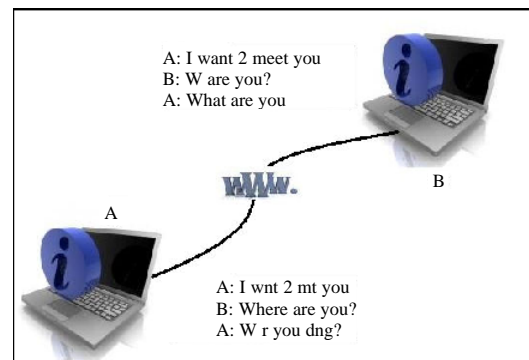 A: I want 2 meet you
B: W are you?
A: What are you
B
wWw.
A
A: I wnt 2 mt you
B: Where are you?
A: W r you dng?